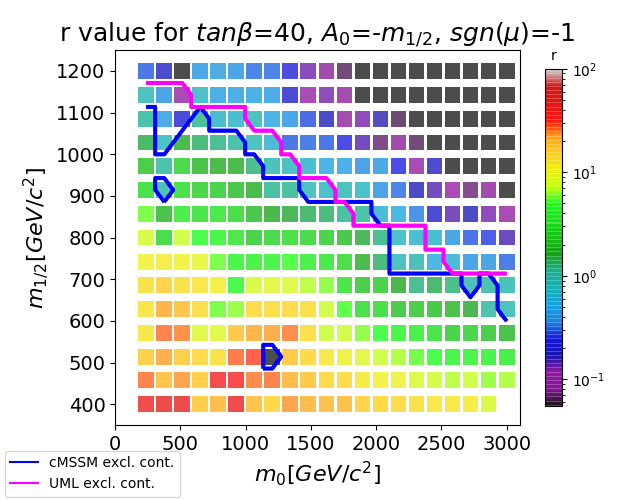 r value for tanβ=40, A₀=-m₁/₂, sgn(μ)=-1
r
10²
10¹
10⁰
10⁻¹
1200
1100
1000
900
800
700
600
500
400
m₁/₂[GeV/c²]
0 500 1000 1500 2000 2500 3000
m₀[GeV/c²]
cMSSM excl. cont.
UML excl. cont.